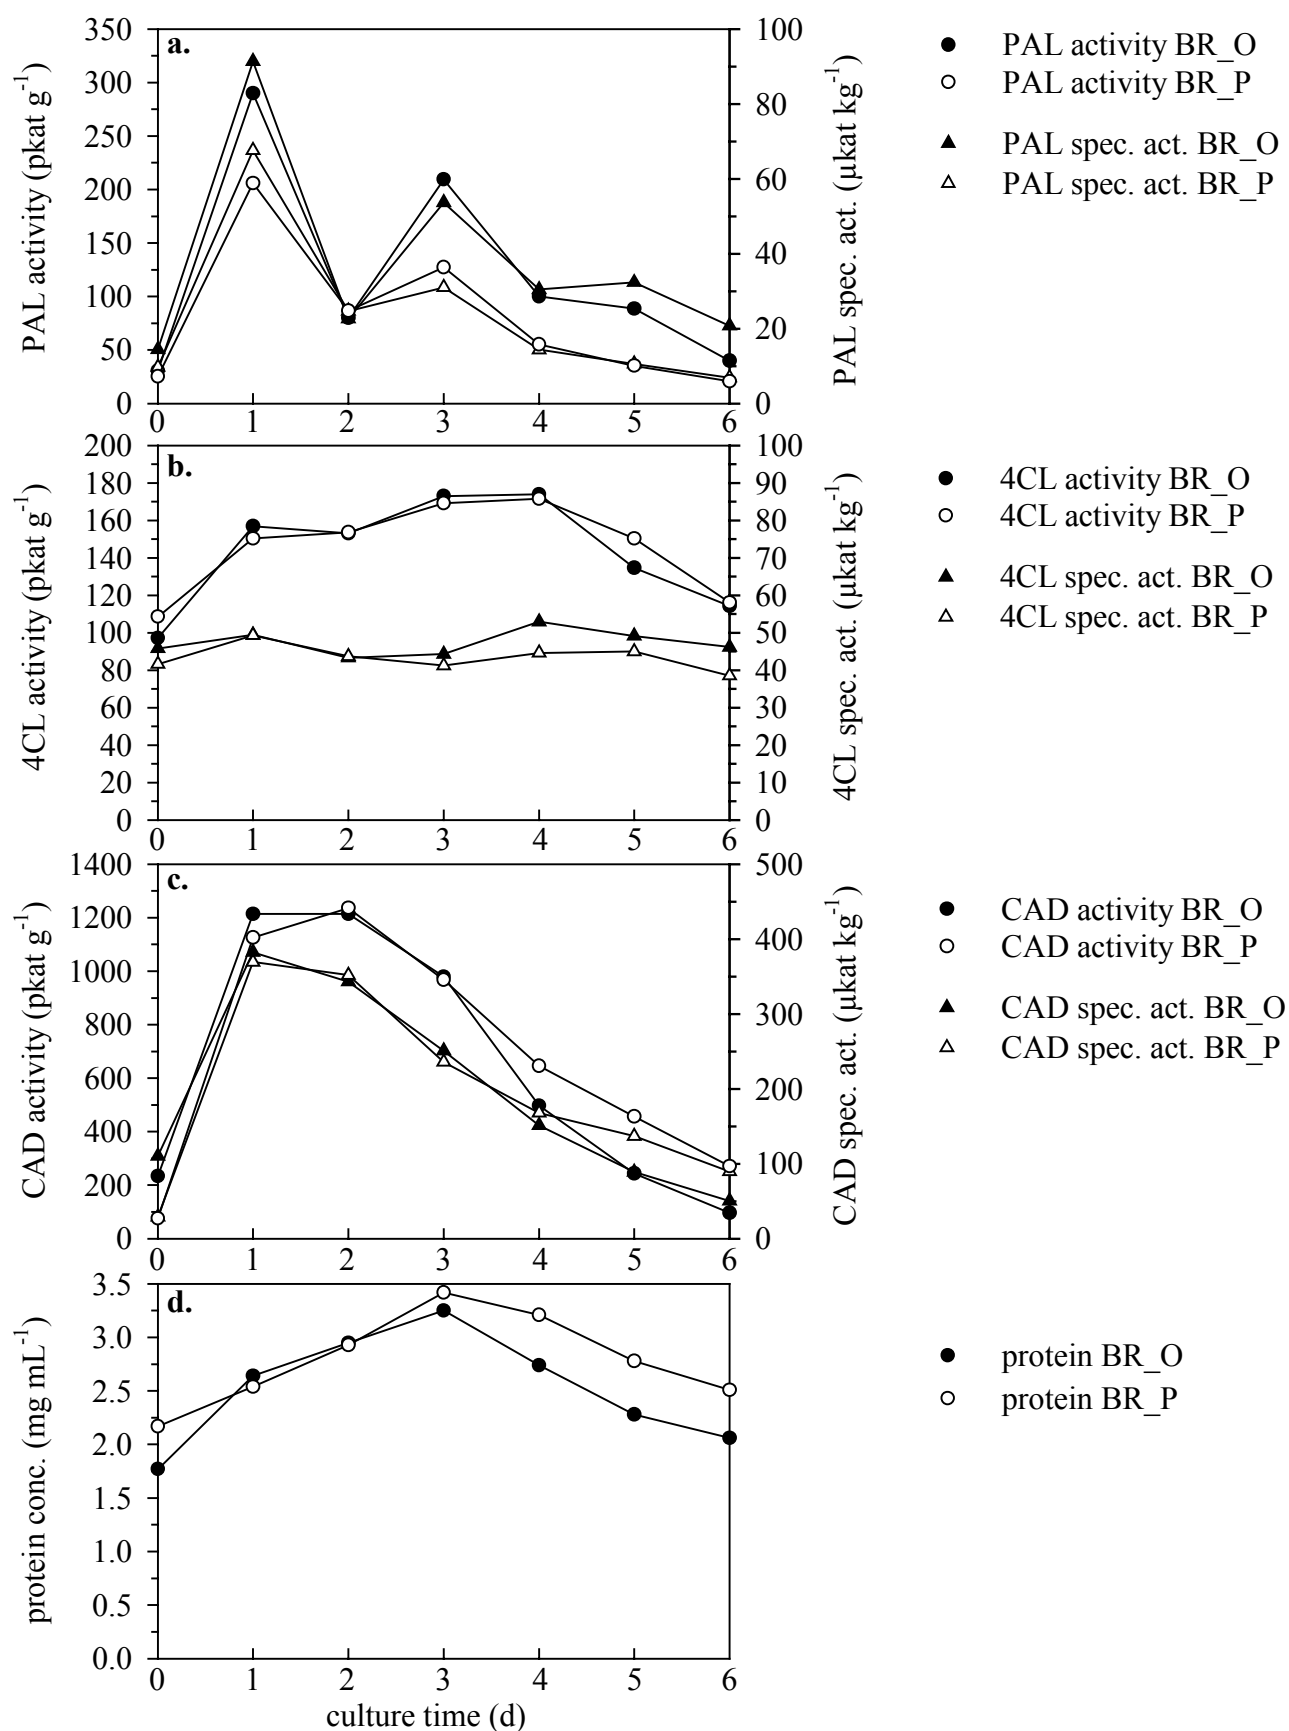 a.
PAL activity (pkat g⁻¹)
350
300
250
200
150
100
50
0
PAL spec. act. (µkat kg⁻¹)
100
80
60
40
20
0
0 1 2 3 4 5 6
PAL activity BR_O
PAL activity BR_P
PAL spec. act. BR_O
PAL spec. act. BR_P
b.
4CL activity (pkat g⁻¹)
200
180
160
140
120
100
80
60
40
20
0
4CL spec. act. (µkat kg⁻¹)
100
90
80
70
60
50
40
30
20
10
0
0 1 2 3 4 5 6
4CL activity BR_O
4CL activity BR_P
4CL spec. act. BR_O
4CL spec. act. BR_P
c.
CAD activity (pkat g⁻¹)
1400
1200
1000
800
600
400
200
0
CAD spec. act. (µkat kg⁻¹)
500
400
300
200
100
0
0 1 2 3 4 5 6
CAD activity BR_O
CAD activity BR_P
CAD spec. act. BR_O
CAD spec. act. BR_P
d.
protein conc. (mg mL⁻¹)
3.5
3.0
2.5
2.0
1.5
1.0
0.5
0.0
0 1 2 3 4 5 6
culture time (d)
protein BR_O
protein BR_P